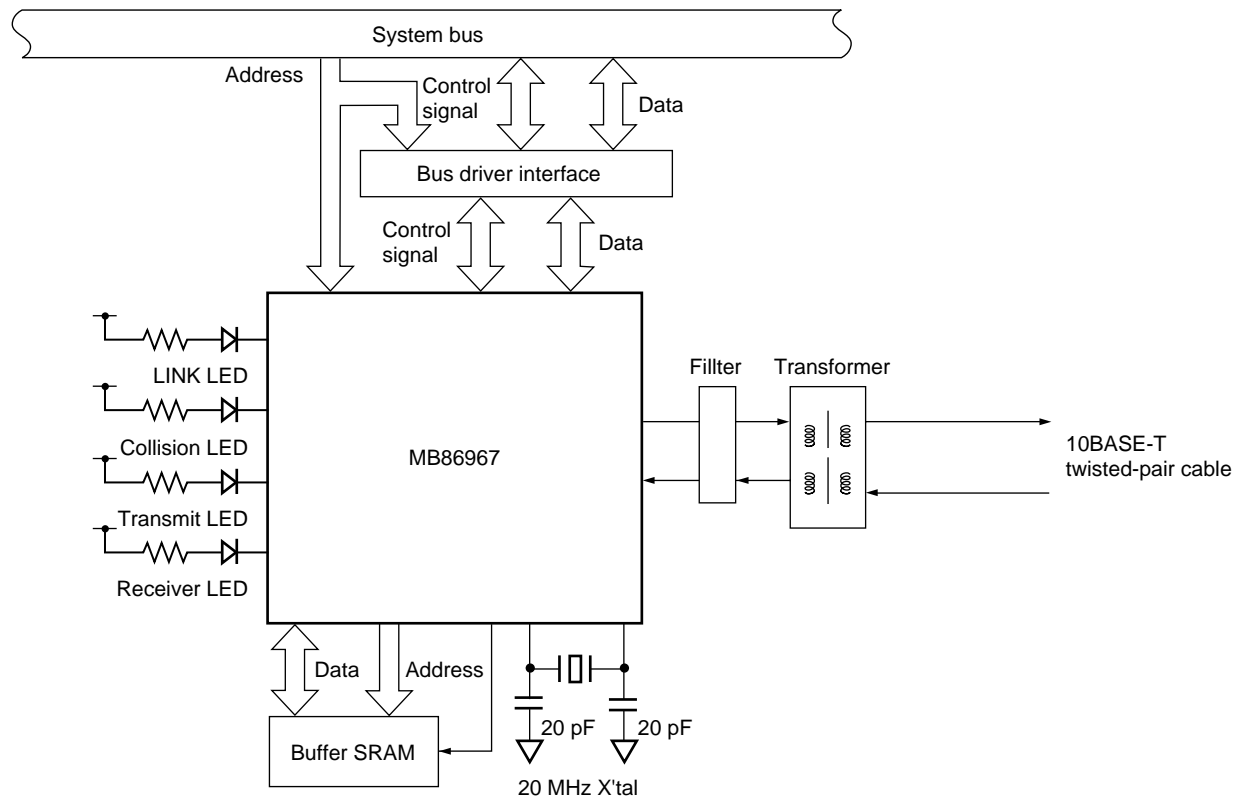 System bus
Address
Control
signal
Data
Bus driver interface
Control
signal
Data
LINK LED
Collision LED
Transmit LED
Receiver LED
MB86967
Fillter
Transformer
10BASE-T
twisted-pair cable
Data
Address
Buffer SRAM
20 pF
20 pF
20 MHz X'tal